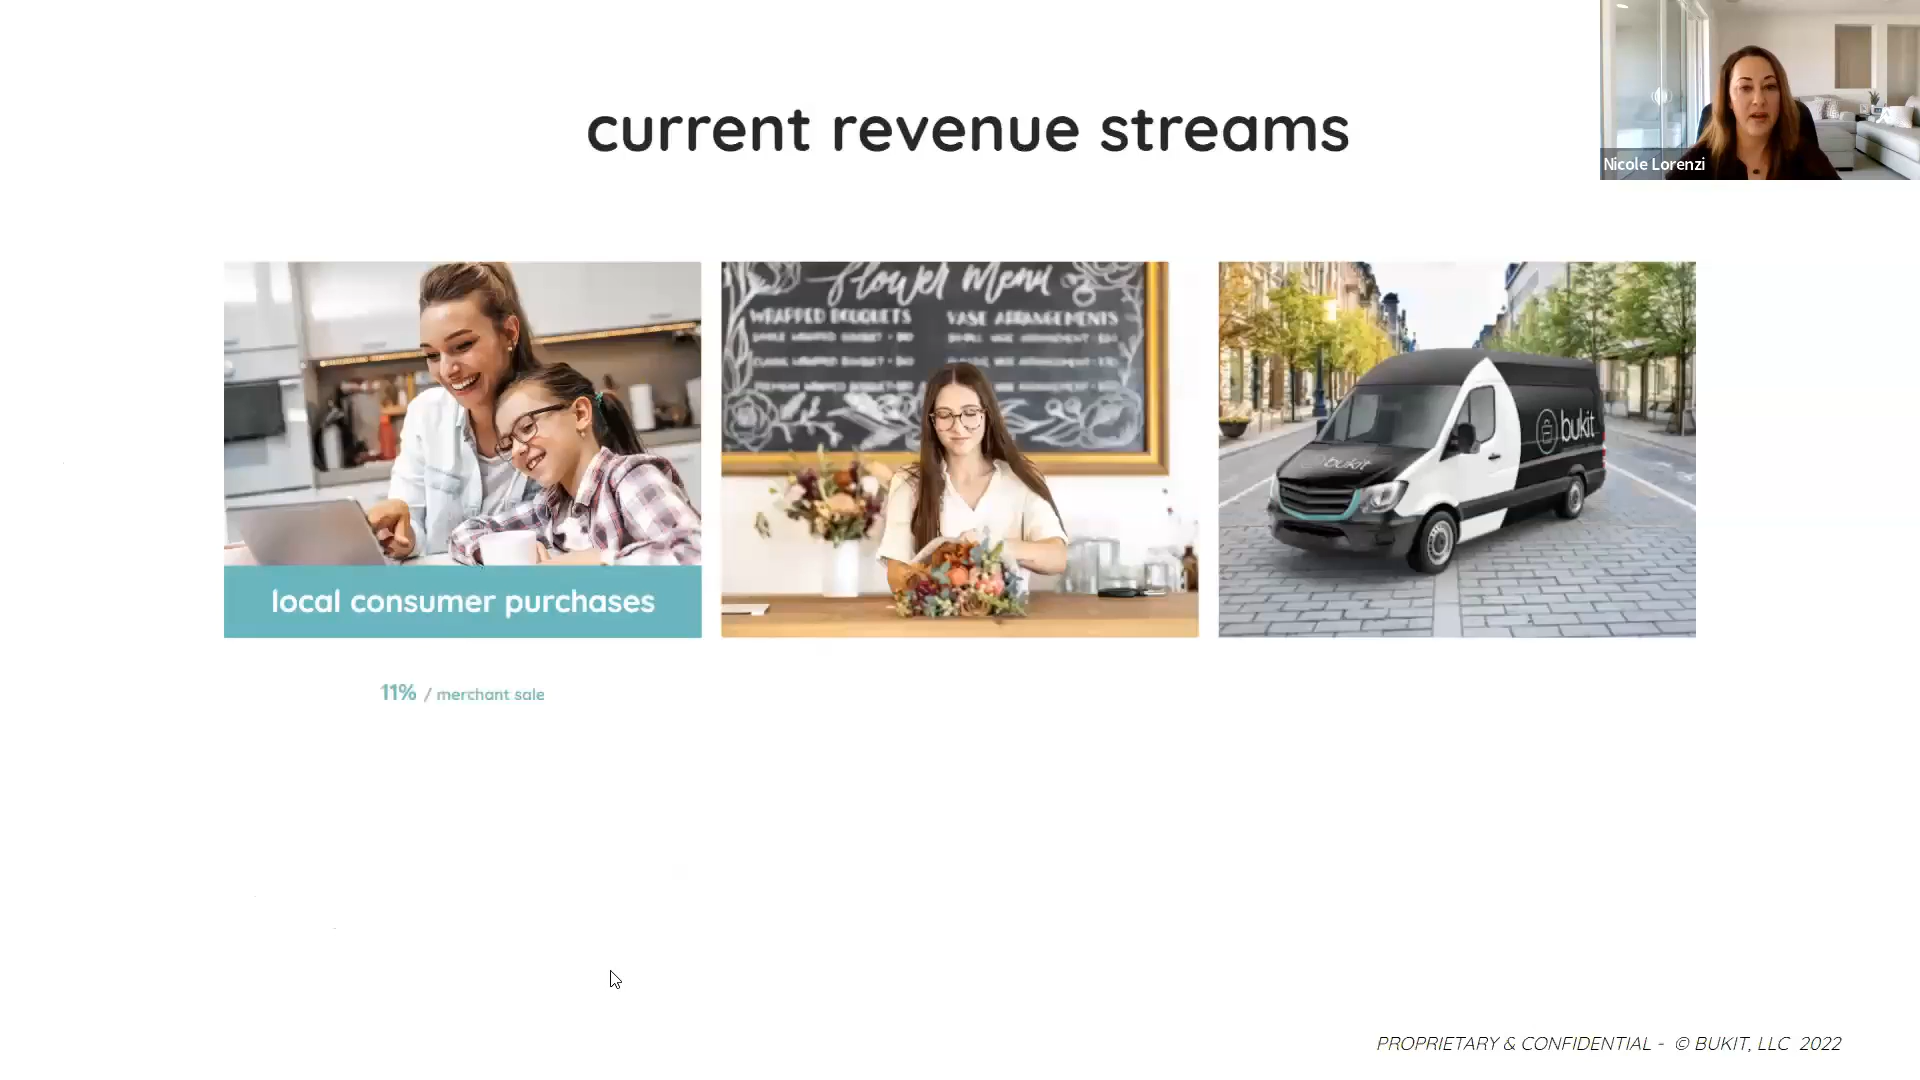 current revenue streams
Nicole Lorenzi
Flower Menu
WRAPPED BOUQUETS
VASE ARRANGEMENTS
bukit
bukit
local consumer purchases
11% / merchant sale
PROPRIETARY & CONFIDENTIAL - © BUKIT, LLC 2022